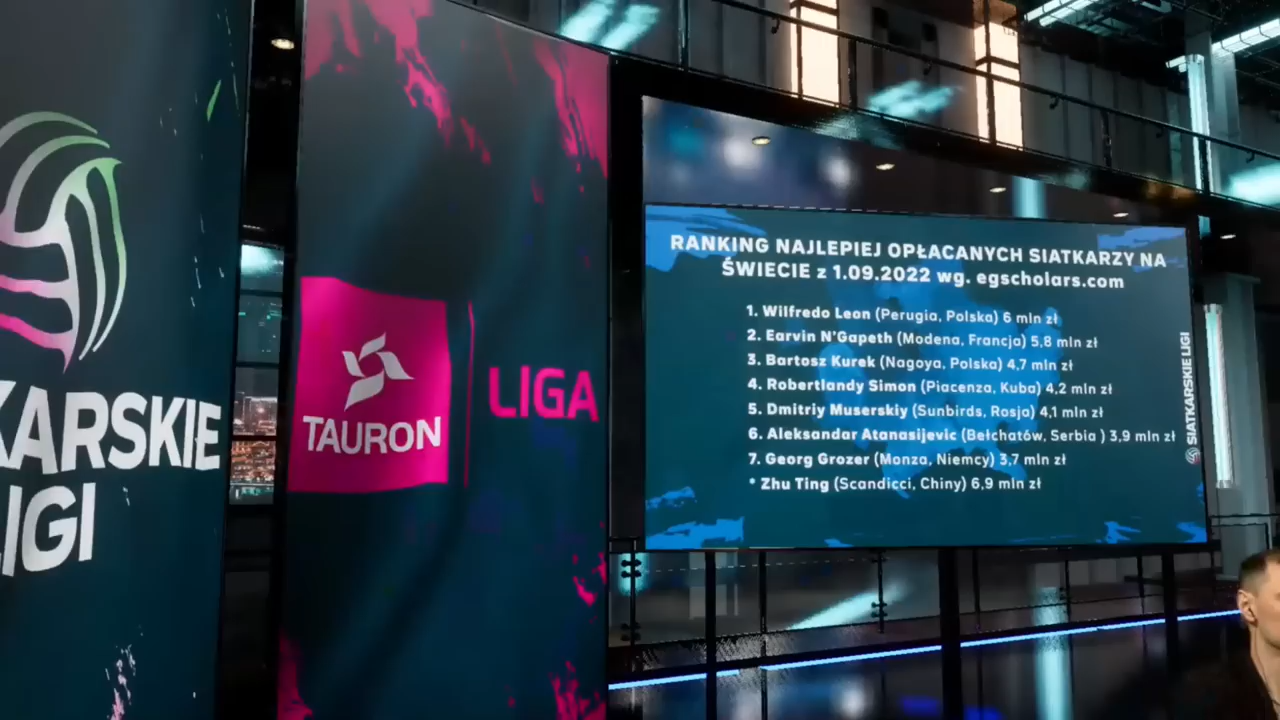 KARSKIE
LIGI
TAURON
LIGA
RANKING NAJLEPIEJ OPŁACANYCH SIATKARZY NA
ŚWIECIE z 1.09.2022 wg. egscholars.com
1. Wilfredo Leon (Perugia, Polska) 6 mln zł
2. Earvin N'Gapeth (Modena, Francja) 5,8 mln zł
3. Bartosz Kurek (Nagoya, Polska) 4,7 mln zł
4. Robertlandy Simon (Piacenza, Kuba) 4,2 mln zł
5. Dmitriy Muserskiy (Sunbirds, Rosja) 4,1 mln zł
6. Aleksandar Atanasijevic (Bełchatów, Serbia ) 3,9 mln zł
7. Georg Grozer (Monza, Niemcy) 3,7 mln zł
* Zhu Ting (Scandicci, Chiny) 6,9 mln zł
SIATKARSKIE LIGI